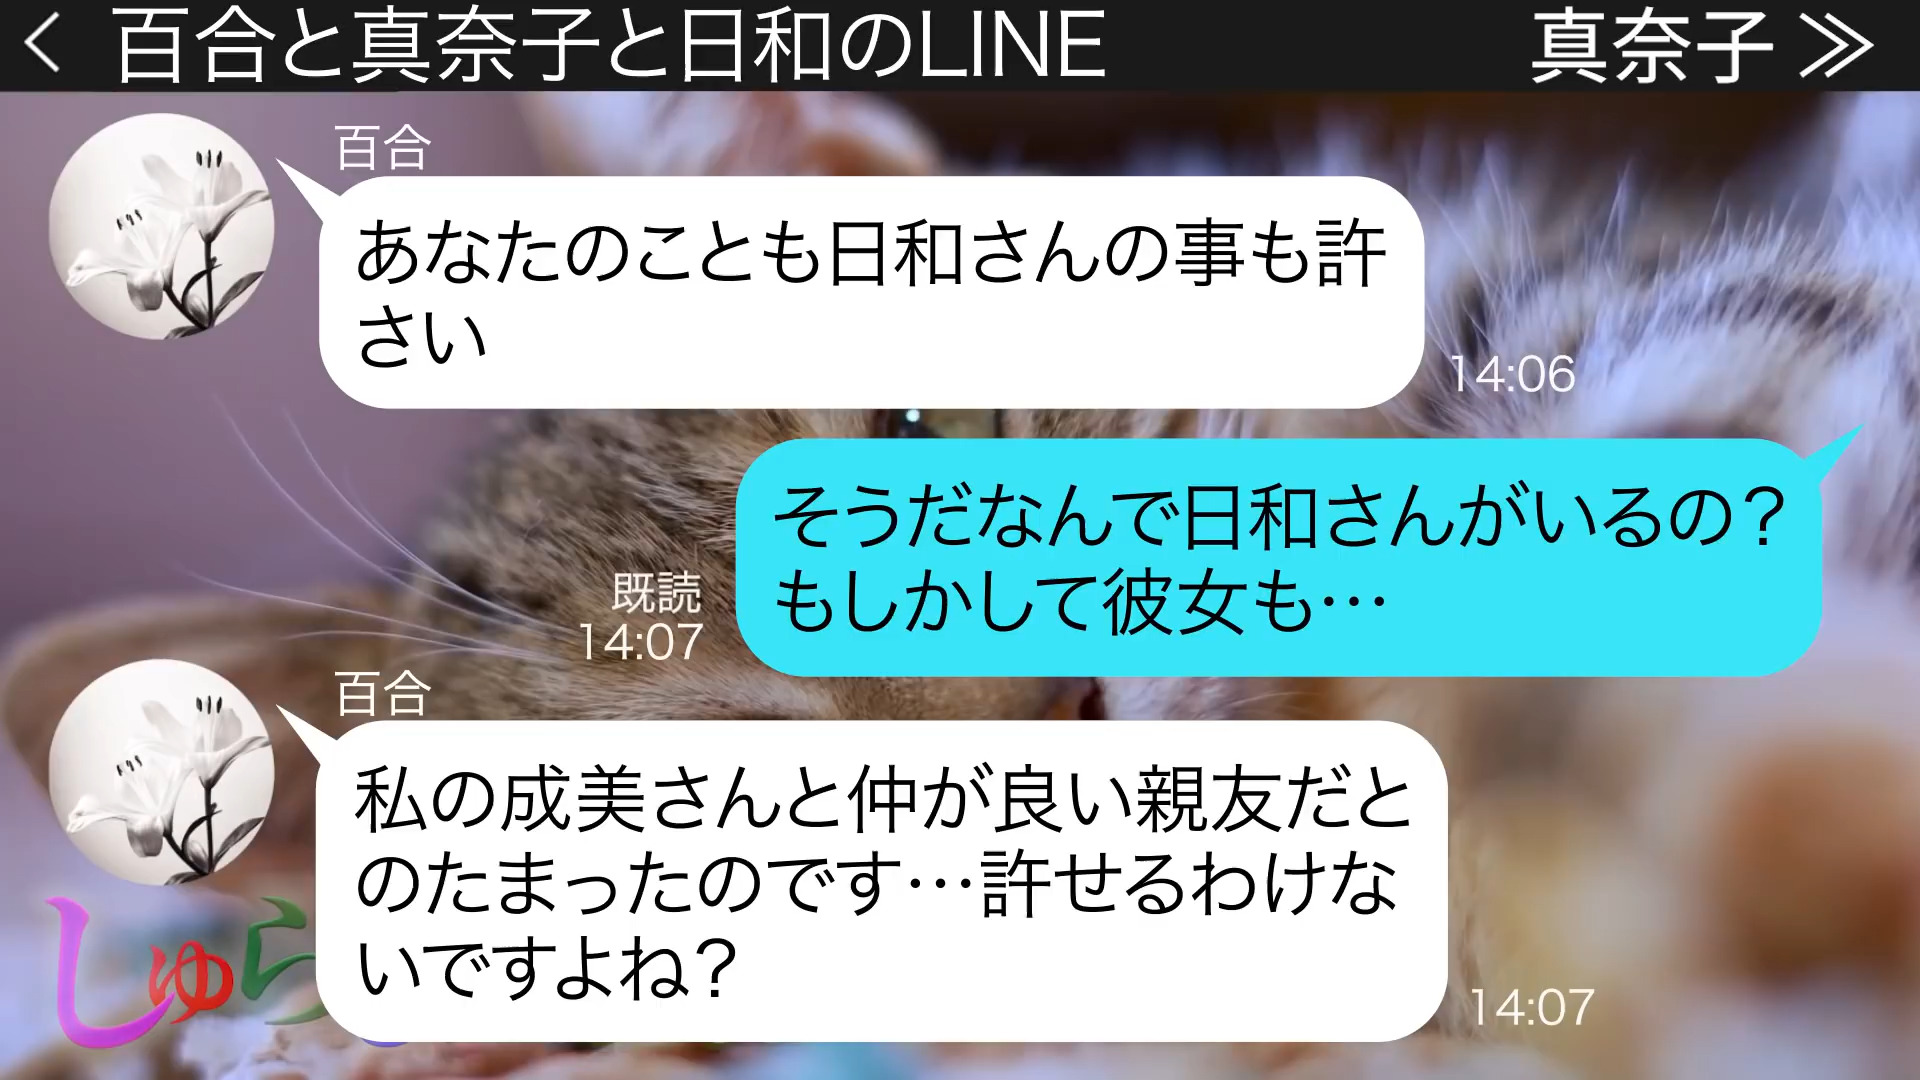 百合と真奈子と日和のLINE
真奈子
百合
あなたのことも日和さんの事も許
さい
14:06
そうだなんで日和さんがいるの？
もしかして彼女も…
既読
14:07
百合
私の成美さんと仲が良い親友だと
のたまったのです…許せるわけな
いですよね？
14:07
しゅら